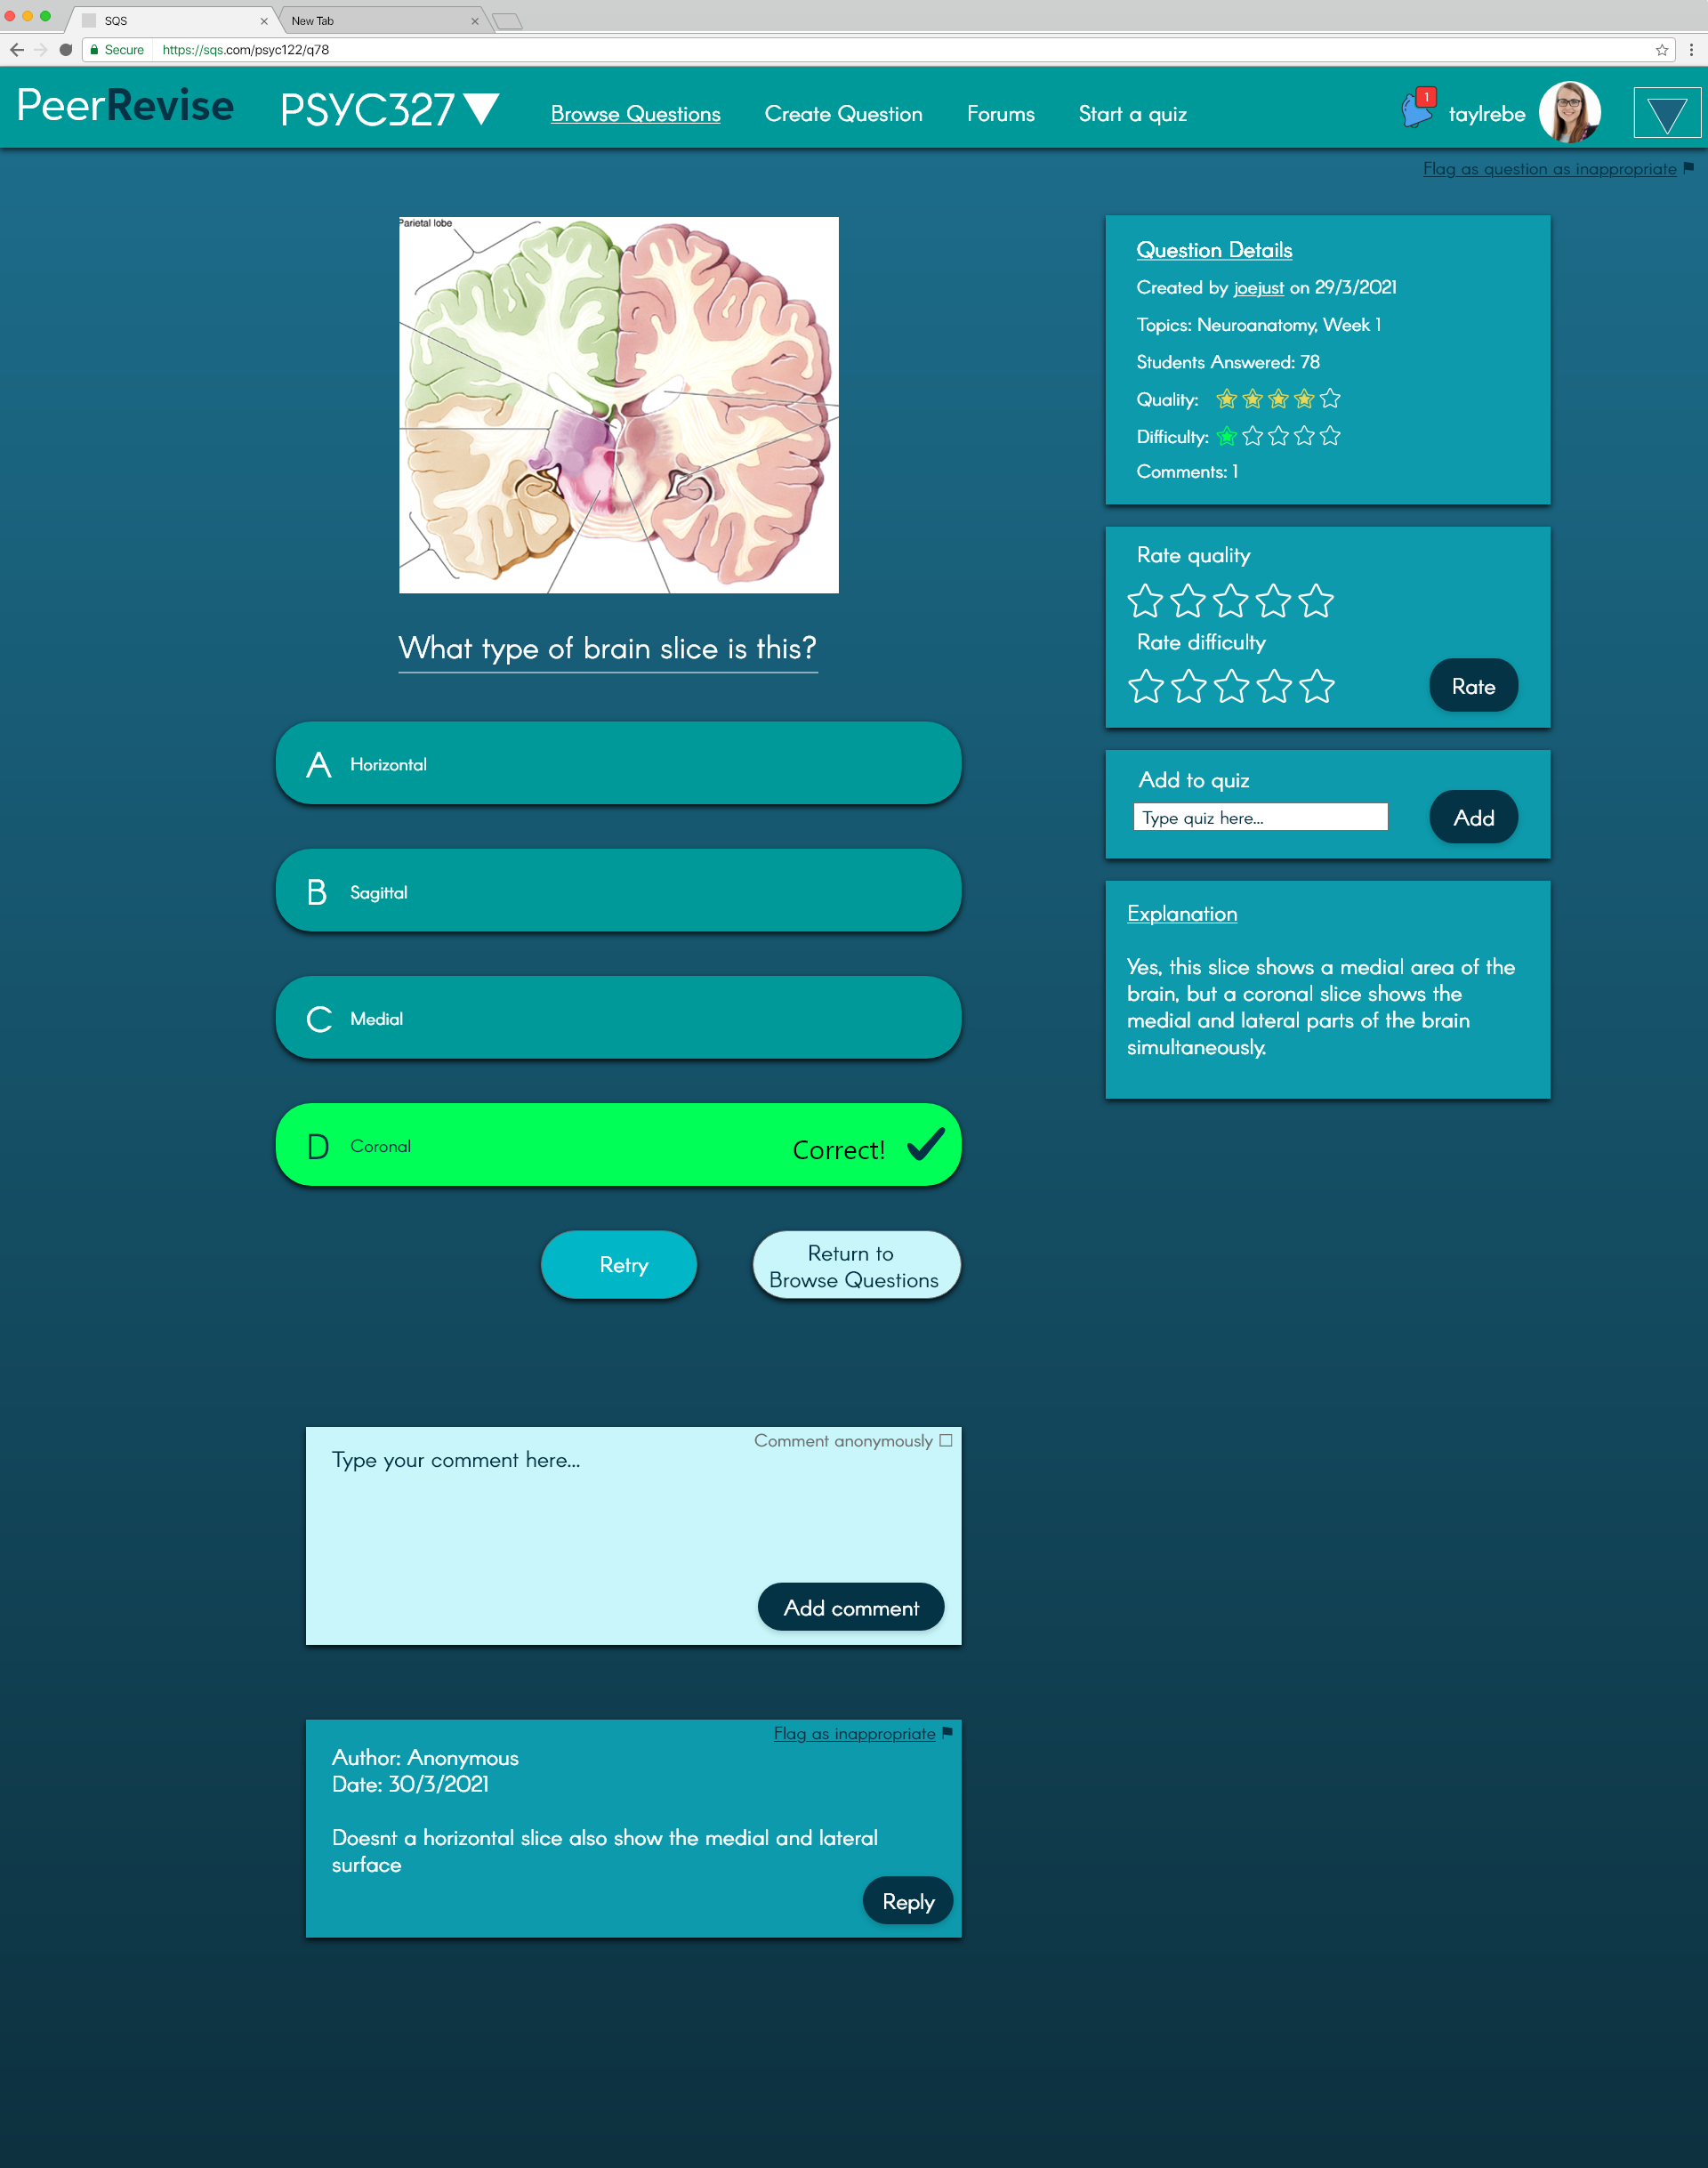 SQS
New Tab
Secure https://sqs.com/psyc122/q78
PeerRevise
PSYC327
Browse Questions
Create Question
Forums
Start a quiz
1
taylrebe
Flag as question as inappropriate
Parietal lobe
What type of brain slice is this?
A Horizontal
B Sagittal
C Medial
D Coronal Correct!
Retry
Return to
Browse Questions
Question Details
Created by joejust on 29/3/2021
Topics: Neuroanatomy, Week 1
Students Answered: 78
Quality:
Difficulty:
Comments: 1
Rate quality
Rate difficulty
Rate
Add to quiz
Type quiz here...
Add
Explanation
Yes, this slice shows a medial area of the
brain, but a coronal slice shows the
medial and lateral parts of the brain
simultaneously.
Comment anonymously
Type your comment here...
Add comment
Flag as inappropriate
Author: Anonymous
Date: 30/3/2021
Doesnt a horizontal slice also show the medial and lateral
surface
Reply